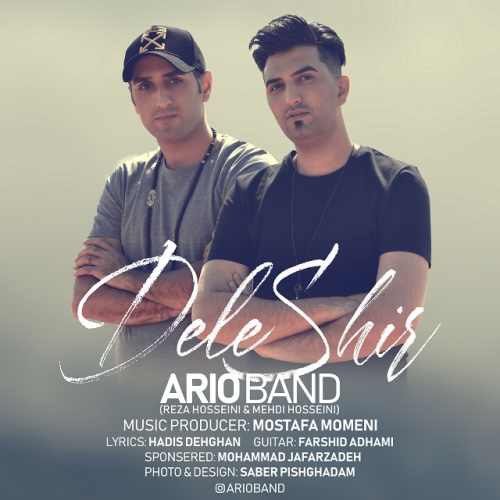 Dele Shir
ARIO BAND
(REZA HOSSEINI & MEHDI HOSSEINI)
MUSIC PRODUCER: MOSTAFA MOMENI
LYRICS: HADIS DEHGHAN GUITAR: FARSHID ADHAMI
SPONSERED: MOHAMMAD JAFARZADEH
PHOTO & DESIGN: SABER PISHGHADAM
@ARIOBAND